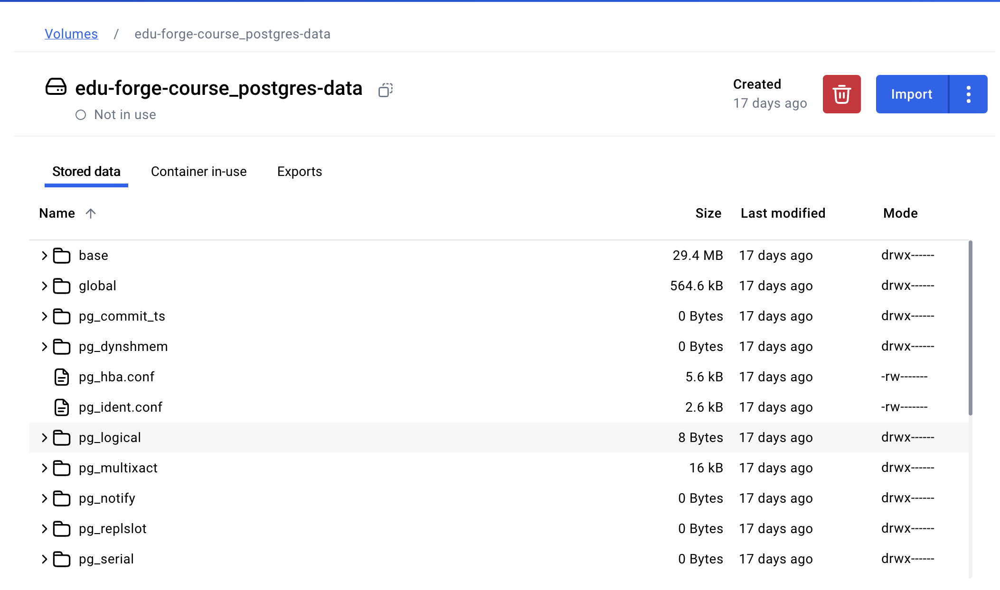 Volumes / edu-forge-course_postgres-data
edu-forge-course_postgres-data
Not in use
Created
17 days ago
Import
Stored data Container in-use Exports
Name Size Last modified Mode
base 29.4 MB 17 days ago drwx------
global 564.6 kB 17 days ago drwx------
pg_commit_ts 0 Bytes 17 days ago drwx------
pg_dynshmem 0 Bytes 17 days ago drwx------
pg_hba.conf 5.6 kB 17 days ago -rw-------
pg_ident.conf 2.6 kB 17 days ago -rw-------
pg_logical 8 Bytes 17 days ago drwx------
pg_multixact 16 kB 17 days ago drwx------
pg_notify 0 Bytes 17 days ago drwx------
pg_replslot 0 Bytes 17 days ago drwx------
pg_serial 0 Bytes 17 days ago drwx------